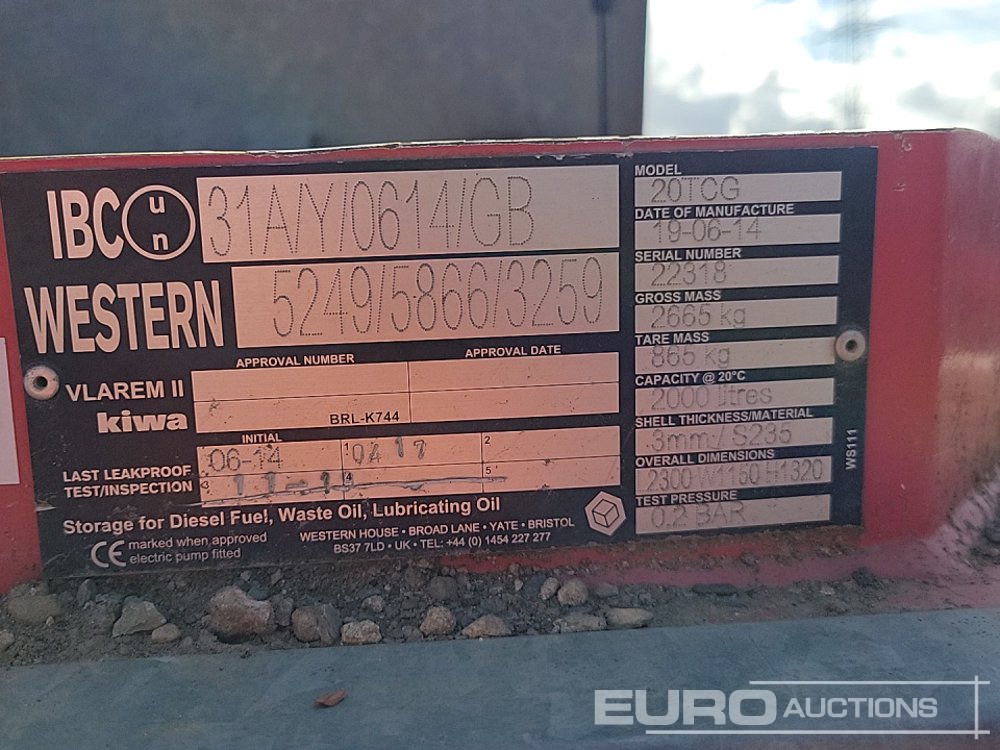 IBC un 31A/Y/0614/GB
WESTERN 5249/5866/3259
APPROVAL NUMBER APPROVAL DATE
VLAREM II
kiwa BRL-K744
INITIAL 1 2
06-14 04 17
LAST LEAKPROOF
TEST/INSPECTION
3 4 5
Storage for Diesel Fuel, Waste Oil, Lubricating Oil
CE marked when approved
electric pump fitted
WESTERN HOUSE • BROAD LANE • YATE • BRISTOL
BS37 7LD • UK • TEL: +44 (0) 1454 227 277
MODEL
20TCG
DATE OF MANUFACTURE
19-06-14
SERIAL NUMBER
22318
GROSS MASS
2665 kg
TARE MASS
865 kg
CAPACITY @ 20°C
2000 litres
SHELL THICKNESS/MATERIAL
3mm / S235
OVERALL DIMENSIONS
2300 W1150 H1320
TEST PRESSURE
0.2 BAR
WS111
EURO AUCTIONS